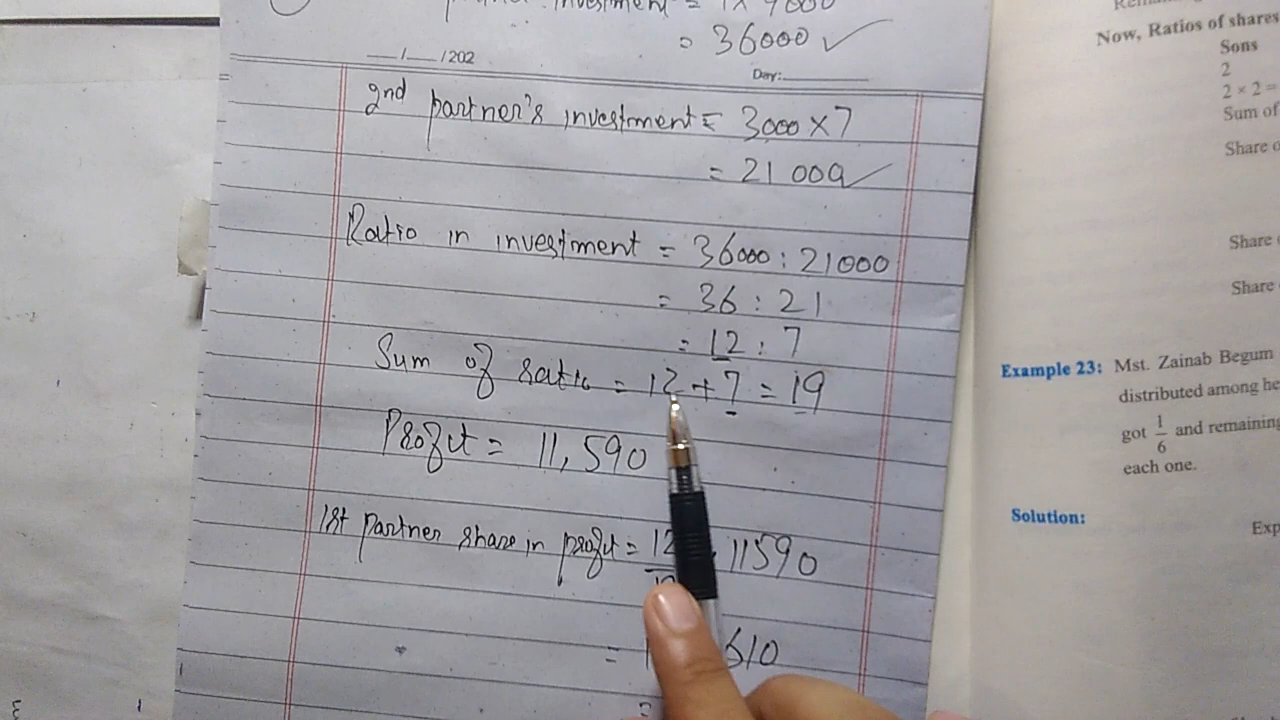 = 36000 ✓
__/__/202
Day:
2nd partner's investment = 3000 × 7
= 21000 ✓
Ratio in investment = 36000 : 21000
= 36 : 21
= 12 : 7
Sum of ratio = 12 + 7 = 19
Profit = 11,590
1st partner share in profit = 12 11590
= 610
=
Now, Ratios of shares
Sons
2
2 × 2 =
Sum of
Share
Share
Share
Example 23: Mst. Zainab Begum
distributed among he
got 1/6 and remaining
each one.
Solution:
Exp